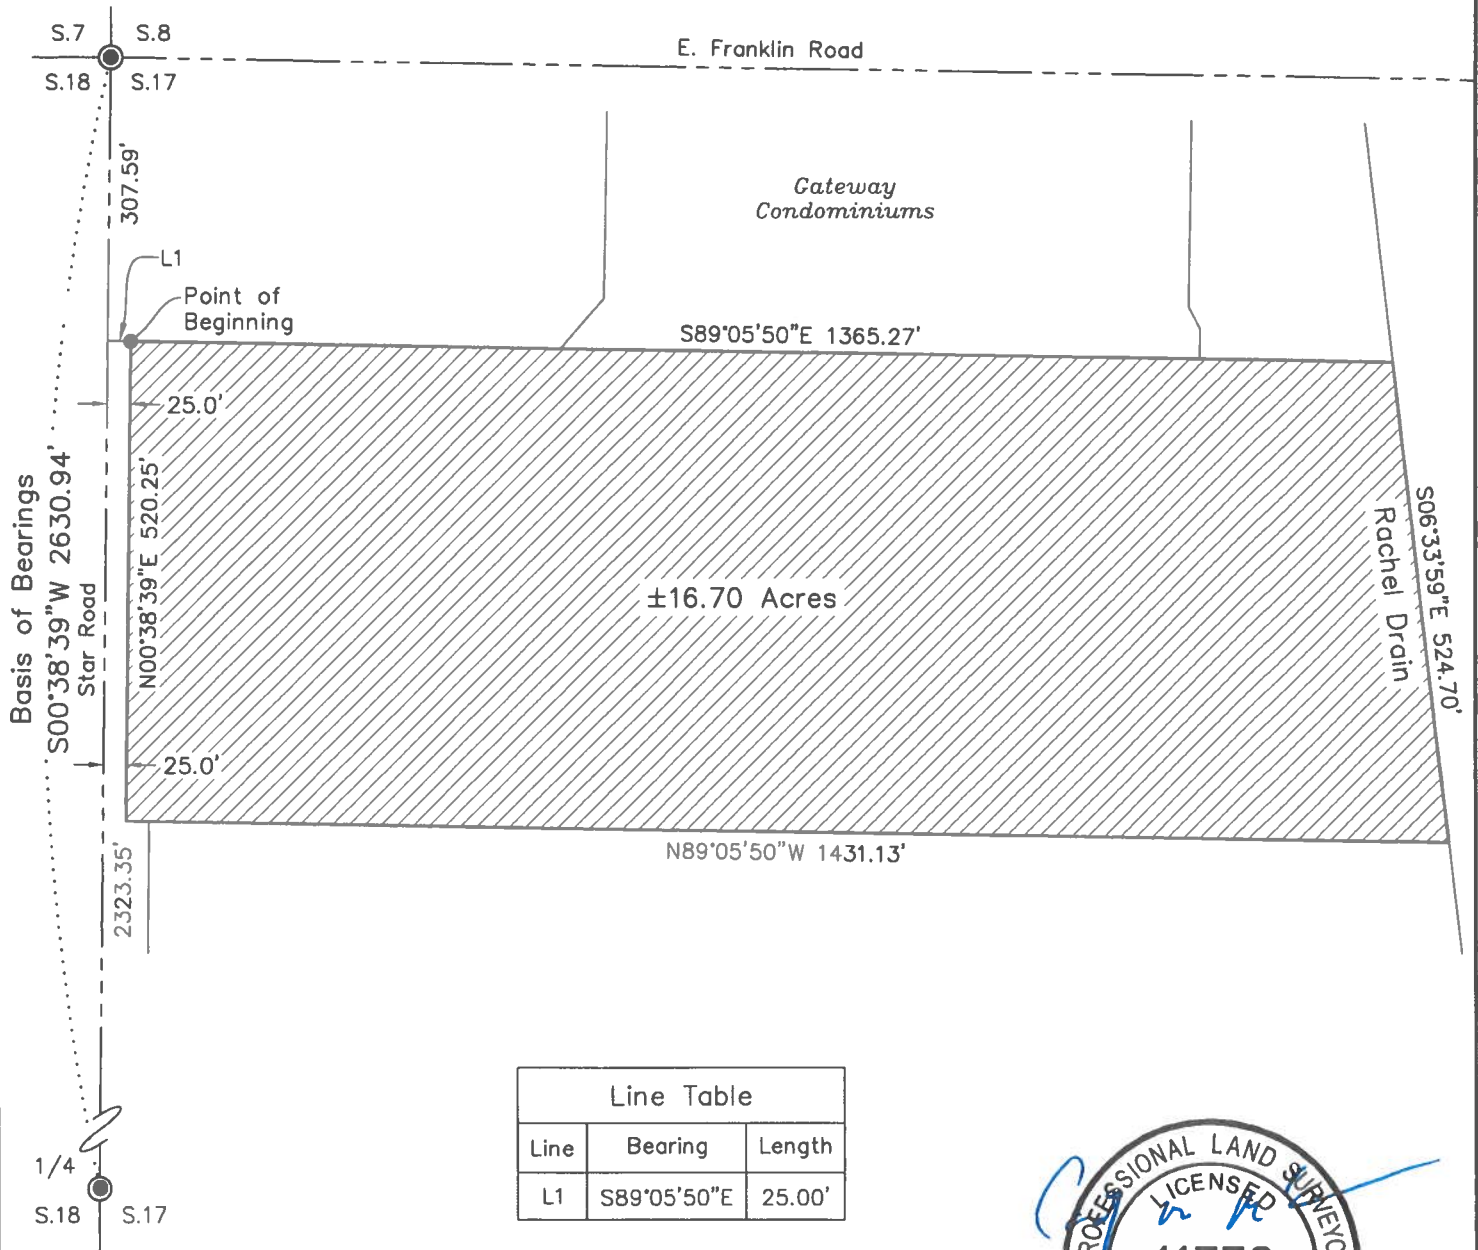 S.7 S.8
E. Franklin Road
S.18 S.17
307.59'
Gateway
Condominiums
L1
Point of
Beginning
S89°05'50"E 1365.27'
25.0'
Basis of Bearings
S00°38'39"W 2630.94'
Star Road
N00°38'39"E 520.25'
±16.70 Acres
Rachel Drain
S06°33'59"E 524.70'
25.0'
N89°05'50"W 1431.13'
2323.35'
Line Table
Line Bearing Length
L1 S89°05'50"E 25.00'
1/4
S.18 S.17
LAND
LICENSED